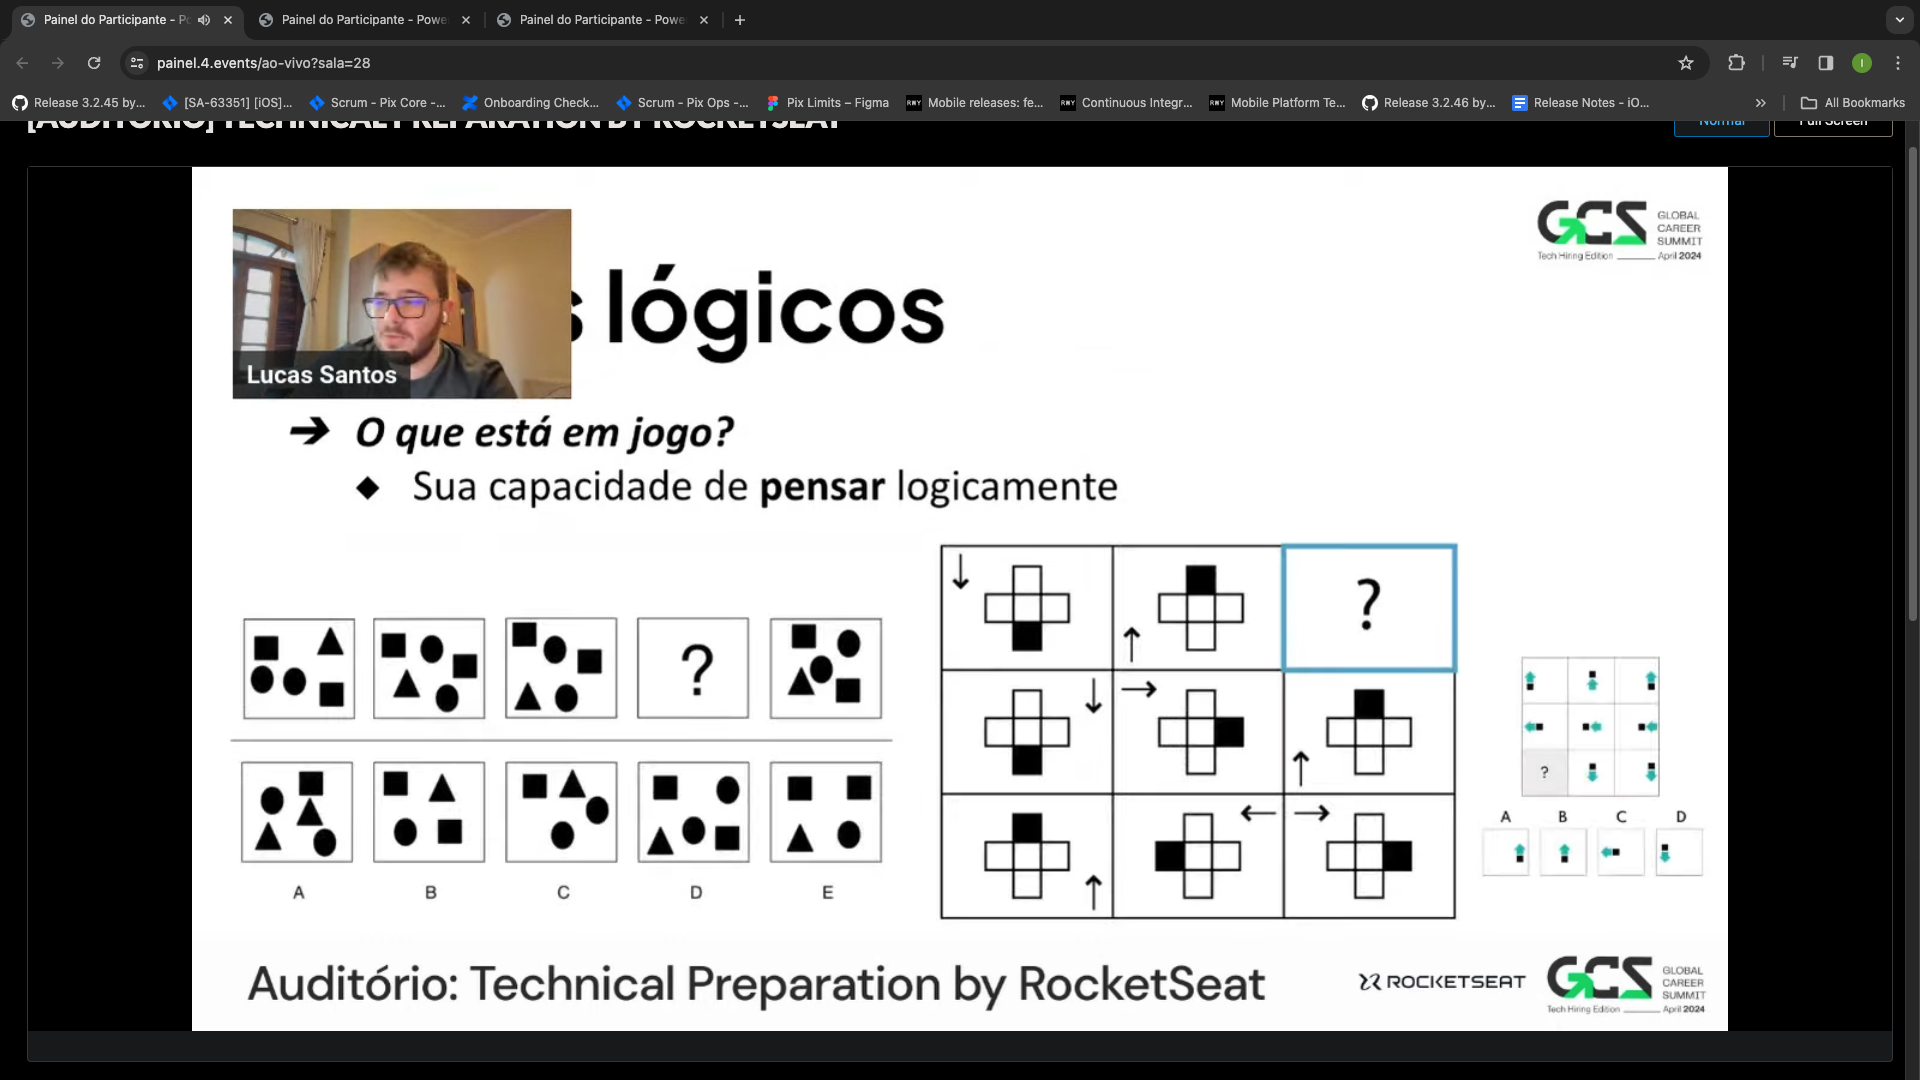 Painel do Participante - Po
Painel do Participante - Powe
Painel do Participante - Powe
painel.4.events/ao-vivo?sala=28
Release 3.2.45 by...
[SA-63351] [iOS]...
Scrum - Pix Core -...
Onboarding Check...
Scrum - Pix Ops -...
Pix Limits – Figma
Mobile releases: fe...
Continuous Integr...
Mobile Platform Te...
Release 3.2.46 by...
Release Notes - iO...
All Bookmarks
[AUDITÓRIO] TECHNICAL PREPARATION BY ROCKETSEAT
Normal
Full Screen
GCS
GLOBAL
CAREER
SUMMIT
Tech Hiring Edition
April 2024
s lógicos
Lucas Santos
➔ O que está em jogo?
◆ Sua capacidade de pensar logicamente
?
?
?
A B C D
A B C D E
Auditório: Technical Preparation by RocketSeat
ROCKETSEAT
GCS
GLOBAL
CAREER
SUMMIT
Tech Hiring Edition
April 2024